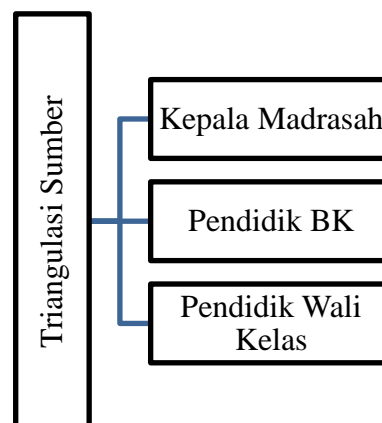 Triangulasi Sumber
Kepala Madrasah
Pendidik BK
Pendidik Wali
Kelas